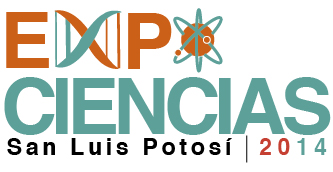 EXPO
CIENCIAS
San Luis Potosí | 2014